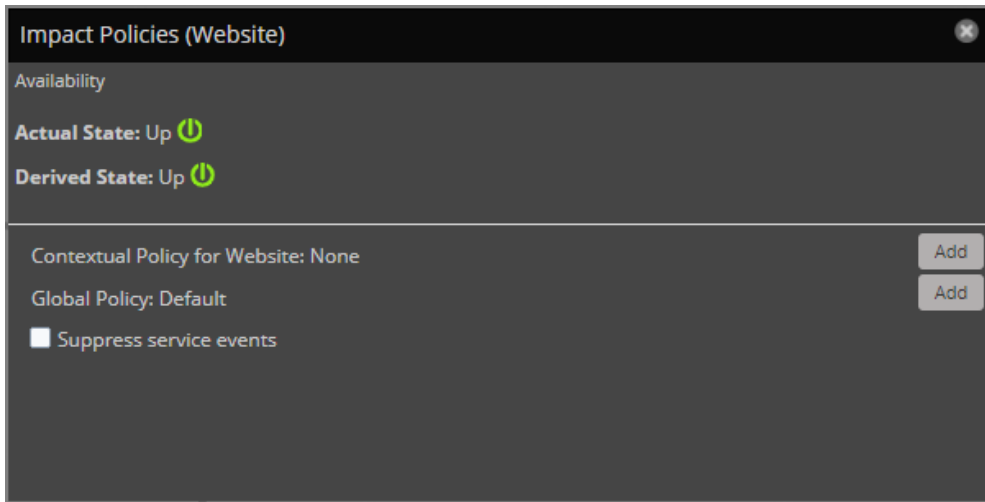 Impact Policies (Website)
Availability
Actual State: Up
Derived State: Up
Contextual Policy for Website: None
Add
Global Policy: Default
Add
Suppress service events